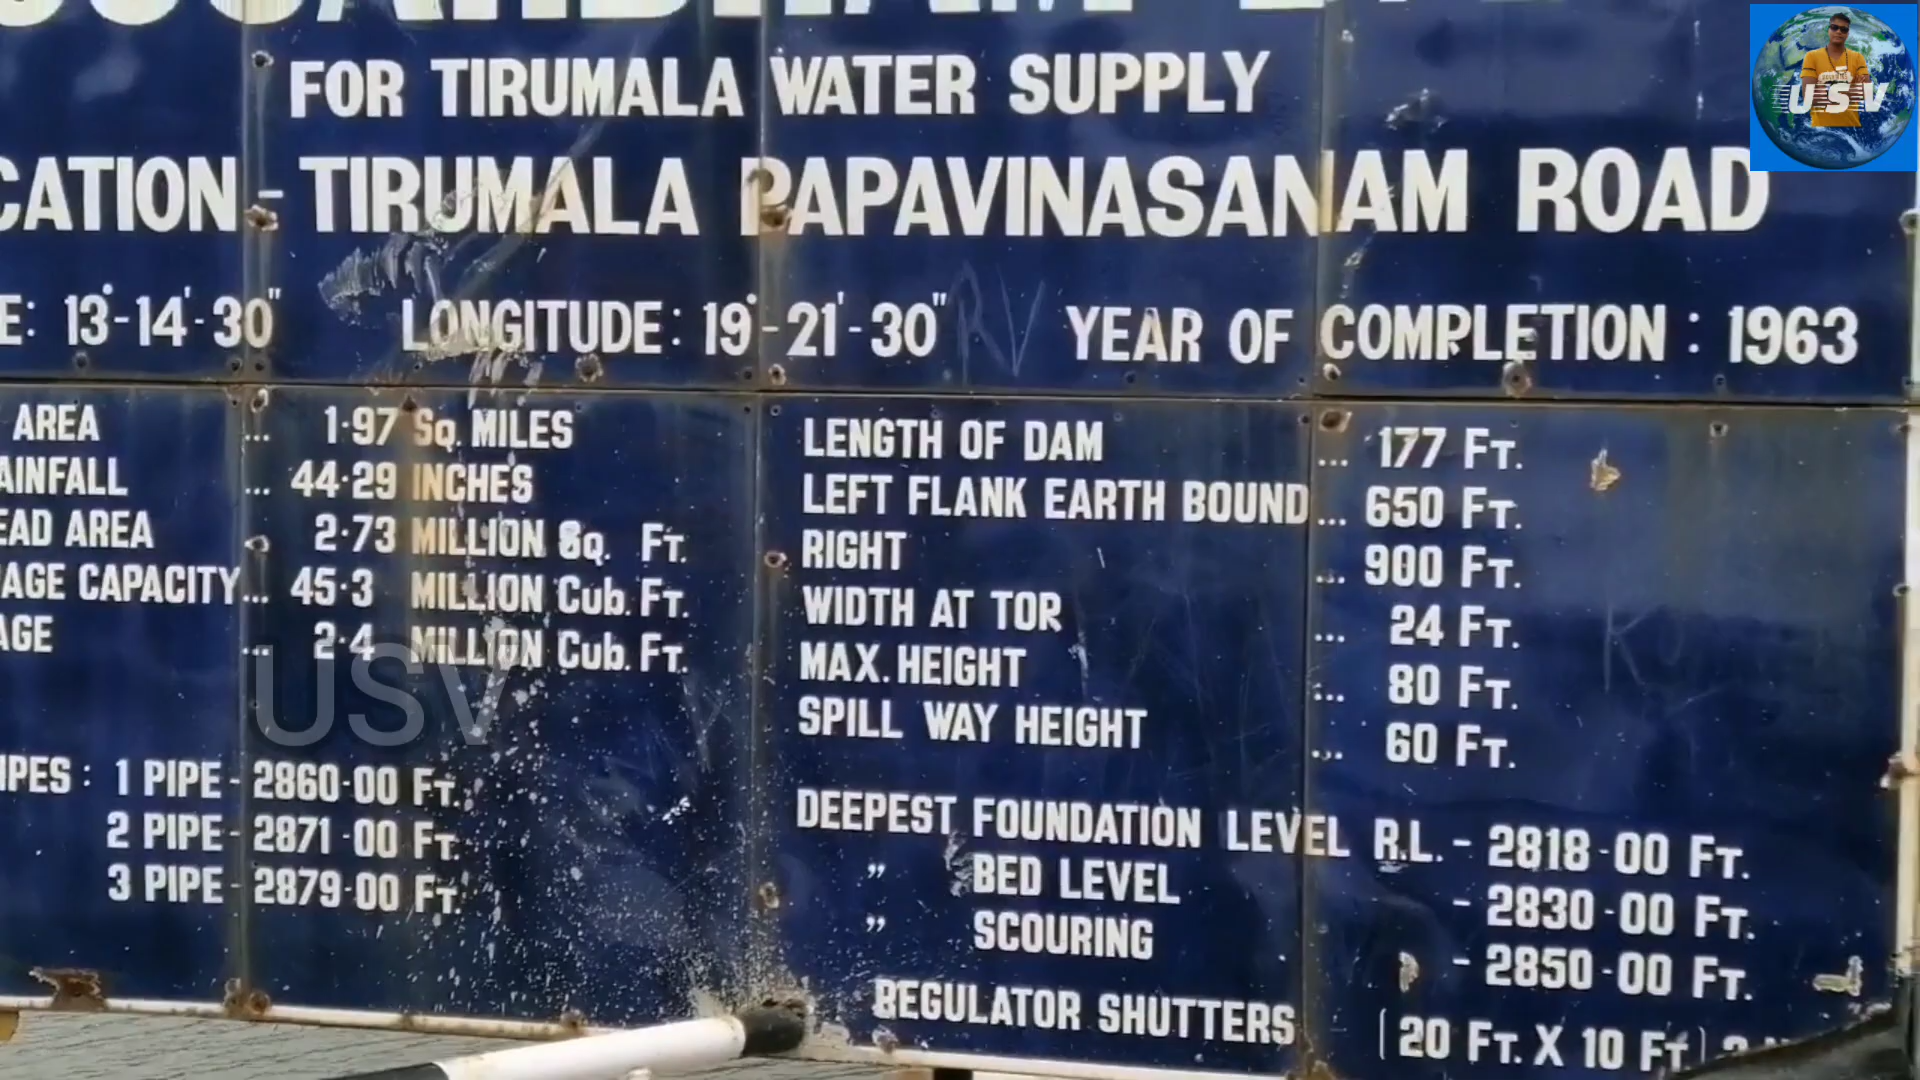 FOR TIRUMALA WATER SUPPLY
CATION - TIRUMALA PAPAVINASANAM ROAD
E: 13°-14'-30" LONGITUDE: 19°-21'-30" YEAR OF COMPLETION: 1963
AREA ... 1·97 SQ. MILES
AINFALL ... 44·29 INCHES
EAD AREA ... 2·73 MILLION SQ. FT.
AGE CAPACITY... 45·3 MILLION Cub. FT.
AGE ... 2·4 MILLION Cub. FT.
IPES: 1 PIPE - 2860·00 FT.
2 PIPE - 2871·00 FT.
3 PIPE - 2879·00 FT.
LENGTH OF DAM ... 177 FT.
LEFT FLANK EARTH BOUND... 650 FT.
RIGHT ... 900 FT.
WIDTH AT TOR ... 24 FT.
MAX. HEIGHT ... 80 FT.
SPILL WAY HEIGHT ... 60 FT.
DEEPEST FOUNDATION LEVEL R.L. - 2818·00 FT.
" BED LEVEL - 2830·00 FT.
" SCOURING - 2850·00 FT.
REGULATOR SHUTTERS (20 FT. X 10 FT)
USV
USV